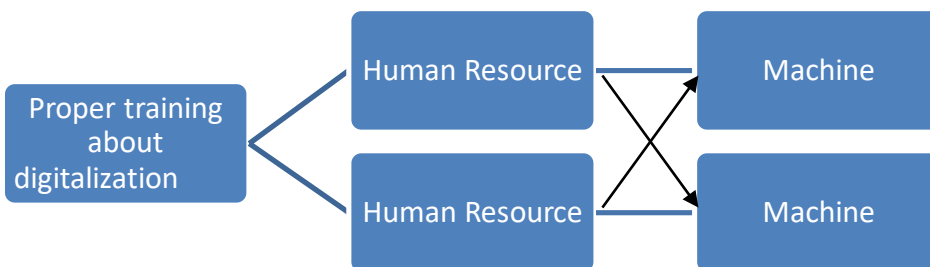 Proper training
about
digitalization
Human Resource
Machine
Human Resource
Machine